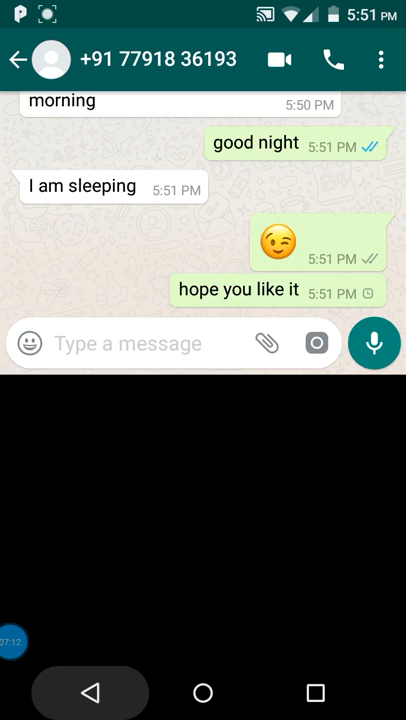 5:51 PM
+91 77918 36193
morning 5:50 PM
good night 5:51 PM
I am sleeping 5:51 PM
😉 5:51 PM
hope you like it 5:51 PM
Type a message
07:12